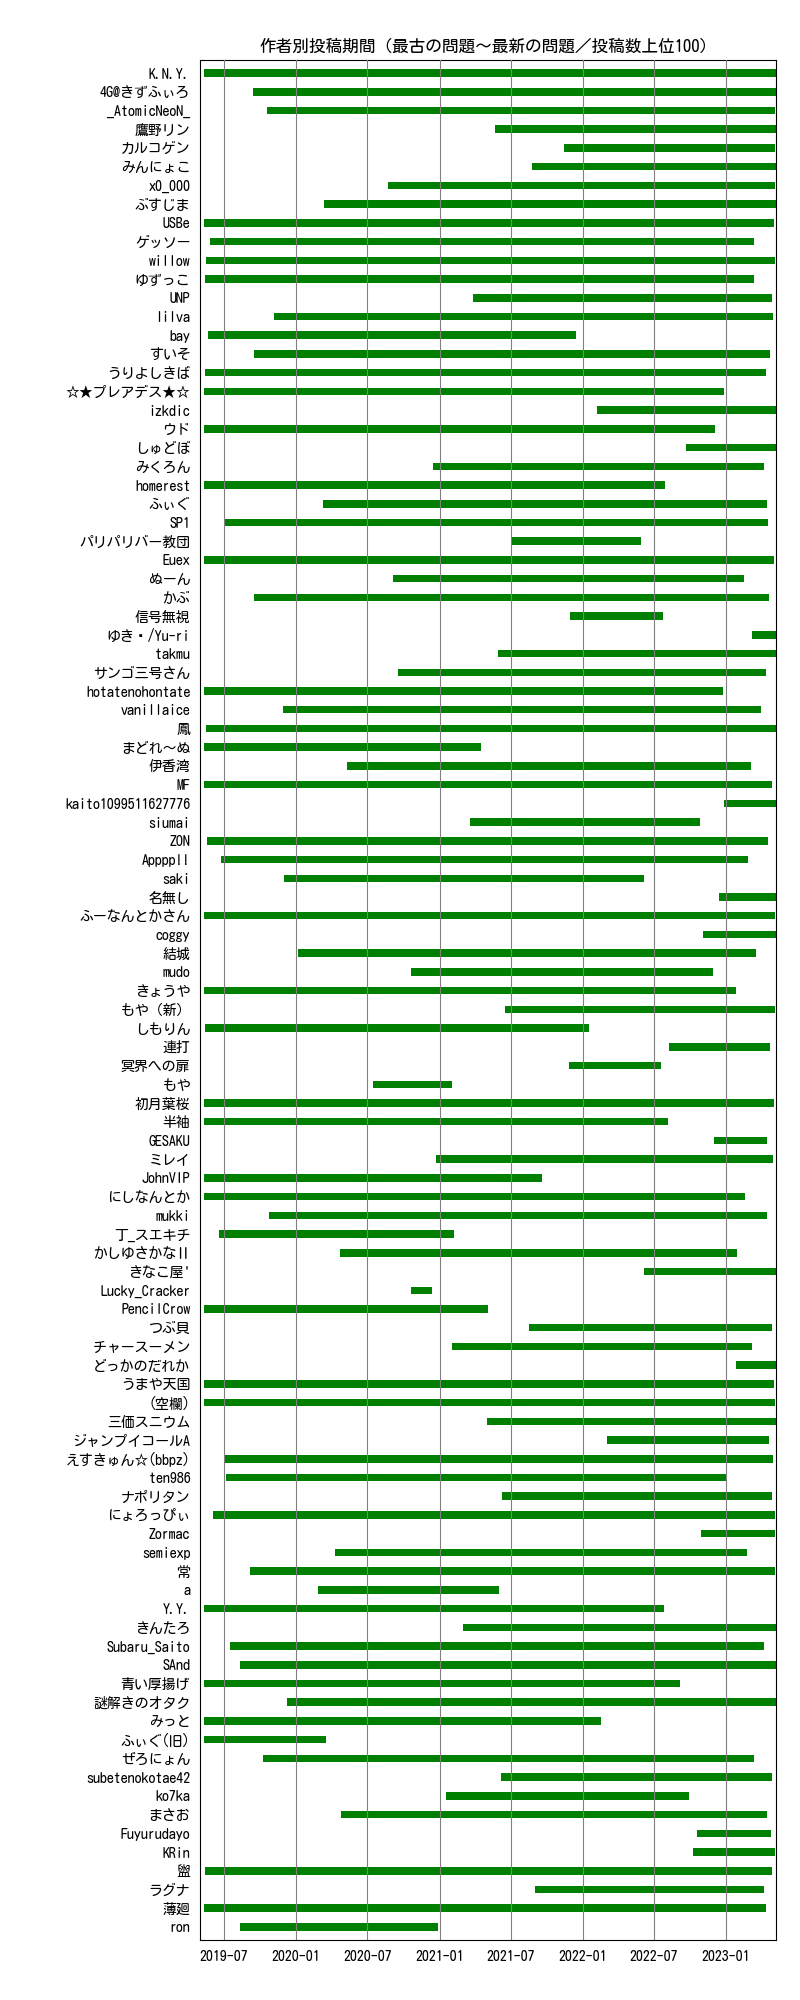 作者別投稿期間（最古の問題～最新の問題／投稿数上位100）
K.N.Y.
4G@きずふぃろ
_AtomicNeoN_
鷹野リン
カルコゲン
みんにょこ
x0_000
ぶすじま
USBe
ゲッソー
willow
ゆずっこ
UNP
lilva
bay
すいそ
うりよしきば
☆★プレアデス★☆
izkdic
ウド
しゅどぼ
みくろん
homerest
ふぃぐ
SP1
パリパリバー教団
Euex
ぬーん
かぶ
信号無視
ゆき・/Yu-ri
takmu
サンゴ三号さん
hotatenohontate
vanillaice
鳳
まどれ～ぬ
伊香湾
MF
kaito1099511627776
siumai
ZON
Appppll
saki
名無し
ふーなんとかさん
coggy
結城
mudo
きょうや
もや（新）
しもりん
連打
冥界への扉
もや
初月葉桜
半袖
GESAKU
ミレイ
JohnVIP
にしなんとか
mukki
丁_スエキチ
かしゆさかなⅡ
きなこ屋'
Lucky_Cracker
PencilCrow
つぶ貝
チャースーメン
どっかのだれか
うまや天国
(空欄)
三価スニウム
ジャンプイコールA
えすきゅん☆(bbpz)
ten986
ナポリタン
にょろっぴぃ
Zormac
semiexp
常
a
Y.Y.
きんたろ
Subaru_Saito
SAnd
青い厚揚げ
謎解きのオタク
みっと
ふぃぐ(旧)
ぜろにょん
subetenokotae42
ko7ka
まさお
Fuyurudayo
KRin
盥
ラグナ
薄廻
ron
2019-07 2020-01 2020-07 2021-01 2021-07 2022-01 2022-07 2023-01